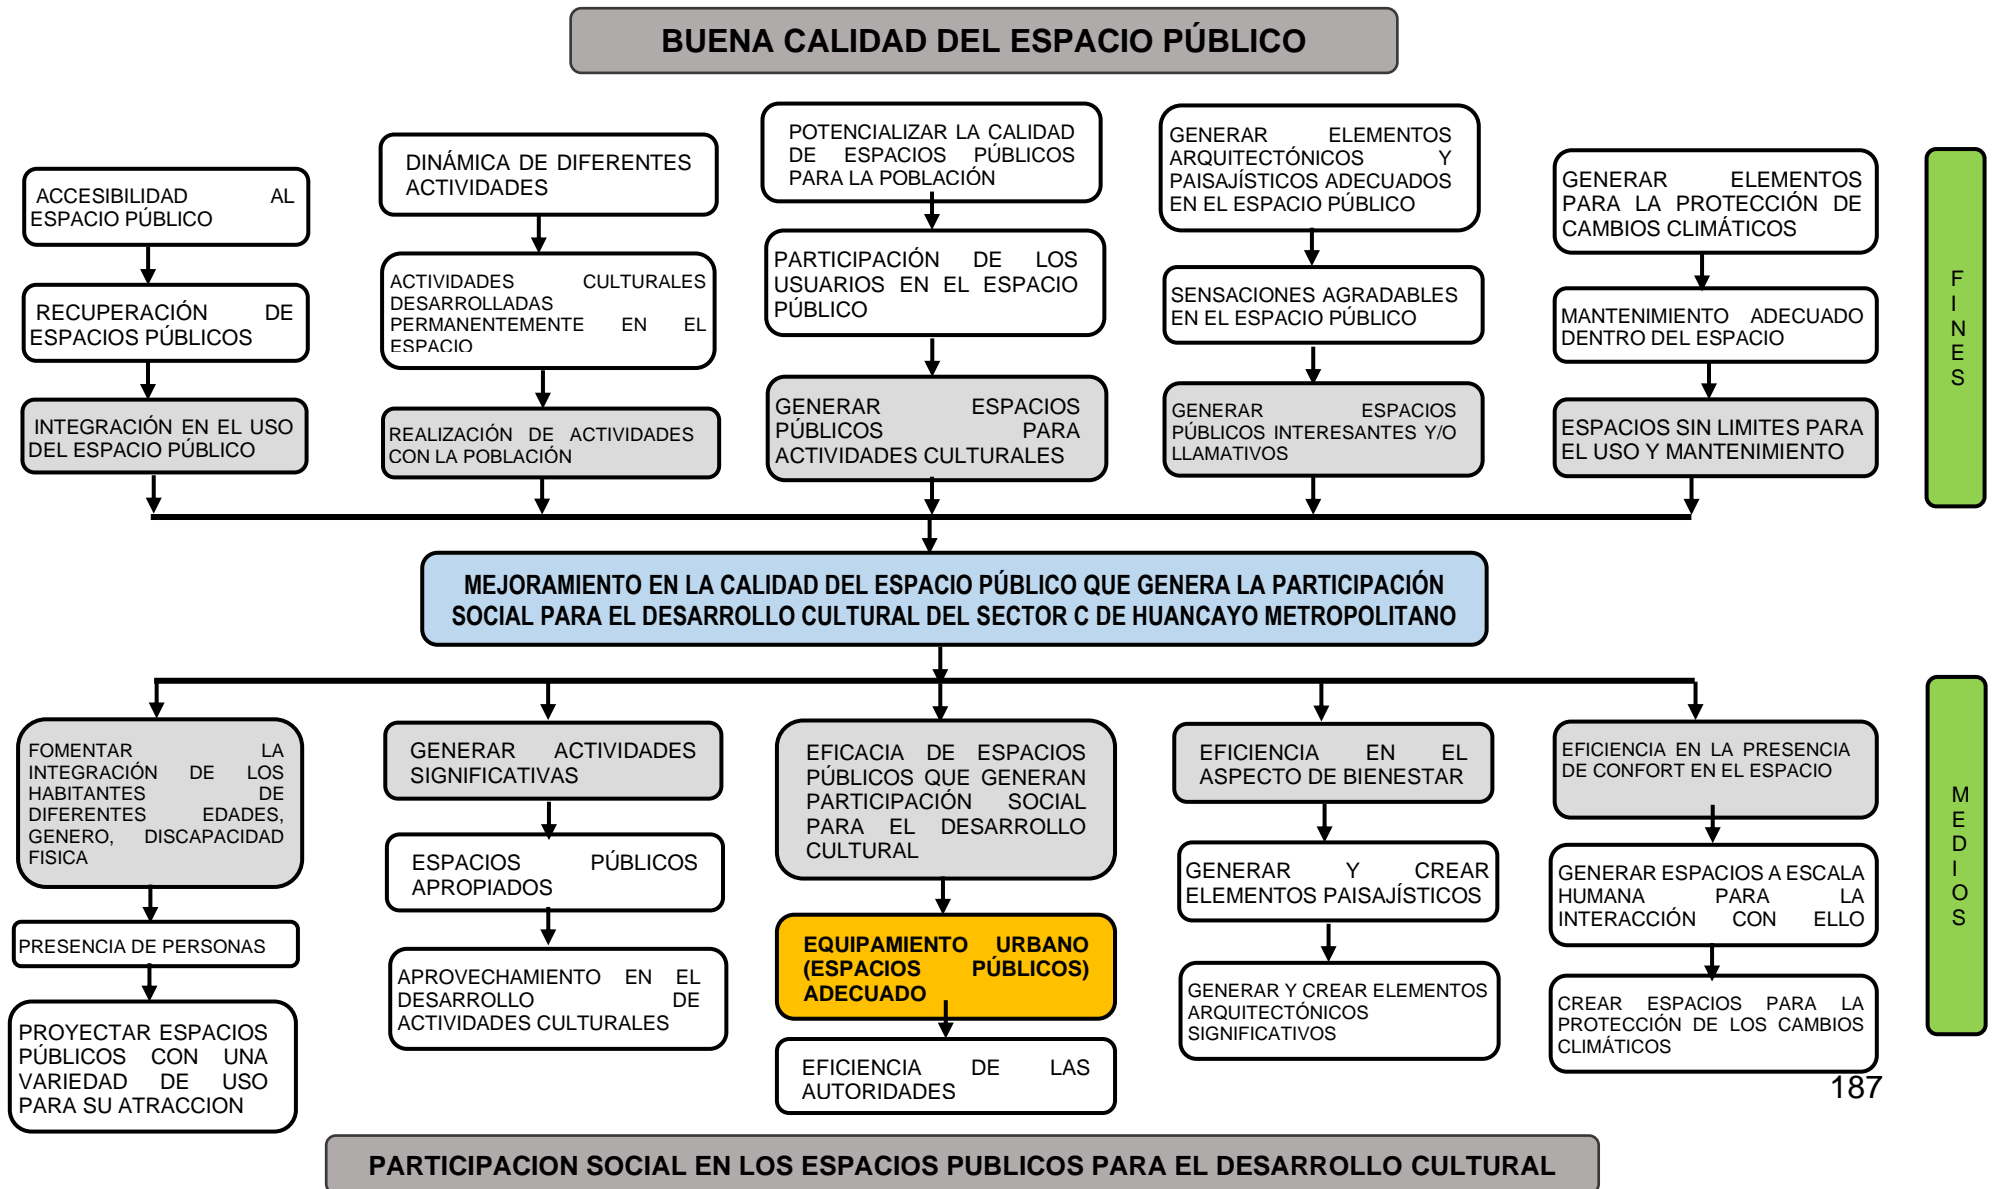 BUENA CALIDAD DEL ESPACIO PÚBLICO
ACCESIBILIDAD AL
ESPACIO PÚBLICO
RECUPERACIÓN DE
ESPACIOS PÚBLICOS
INTEGRACIÓN EN EL USO
DEL ESPACIO PÚBLICO
DINÁMICA DE DIFERENTES
ACTIVIDADES
ACTIVIDADES CULTURALES
DESARROLLADAS
PERMANENTEMENTE EN EL
ESPACIO
REALIZACIÓN DE ACTIVIDADES
CON LA POBLACIÓN
POTENCIALIZAR LA CALIDAD
DE ESPACIOS PÚBLICOS
PARA LA POBLACIÓN
PARTICIPACIÓN DE LOS
USUARIOS EN EL ESPACIO
PÚBLICO
GENERAR ESPACIOS
PÚBLICOS PARA
ACTIVIDADES CULTURALES
GENERAR ELEMENTOS
ARQUITECTÓNICOS Y
PAISAJÍSTICOS ADECUADOS
EN EL ESPACIO PÚBLICO
SENSACIONES AGRADABLES
EN EL ESPACIO PÚBLICO
GENERAR ESPACIOS
PÚBLICOS INTERESANTES Y/O
LLAMATIVOS
GENERAR ELEMENTOS
PARA LA PROTECCIÓN DE
CAMBIOS CLIMÁTICOS
MANTENIMIENTO ADECUADO
DENTRO DEL ESPACIO
ESPACIOS SIN LIMITES PARA
EL USO Y MANTENIMIENTO
F
I
N
E
S
MEJORAMIENTO EN LA CALIDAD DEL ESPACIO PÚBLICO QUE GENERA LA PARTICIPACIÓN
SOCIAL PARA EL DESARROLLO CULTURAL DEL SECTOR C DE HUANCAYO METROPOLITANO
FOMENTAR LA
INTEGRACIÓN DE LOS
HABITANTES DE
DIFERENTES EDADES,
GENERO, DISCAPACIDAD
FISICA
PRESENCIA DE PERSONAS
PROYECTAR ESPACIOS
PÚBLICOS CON UNA
VARIEDAD DE USO
PARA SU ATRACCION
GENERAR ACTIVIDADES
SIGNIFICATIVAS
ESPACIOS PÚBLICOS
APROPIADOS
APROVECHAMIENTO EN EL
DESARROLLO DE
ACTIVIDADES CULTURALES
EFICACIA DE ESPACIOS
PÚBLICOS QUE GENERAN
PARTICIPACIÓN SOCIAL
PARA EL DESARROLLO
CULTURAL
EQUIPAMIENTO URBANO
(ESPACIOS PÚBLICOS)
ADECUADO
EFICIENCIA DE LAS
AUTORIDADES
EFICIENCIA EN EL
ASPECTO DE BIENESTAR
GENERAR Y CREAR
ELEMENTOS PAISAJÍSTICOS
GENERAR Y CREAR ELEMENTOS
ARQUITECTÓNICOS
SIGNIFICATIVOS
EFICIENCIA EN LA PRESENCIA
DE CONFORT EN EL ESPACIO
GENERAR ESPACIOS A ESCALA
HUMANA PARA LA
INTERACCIÓN CON ELLO
CREAR ESPACIOS PARA LA
PROTECCIÓN DE LOS CAMBIOS
CLIMÁTICOS
M
E
D
I
O
S
187
PARTICIPACION SOCIAL EN LOS ESPACIOS PUBLICOS PARA EL DESARROLLO CULTURAL